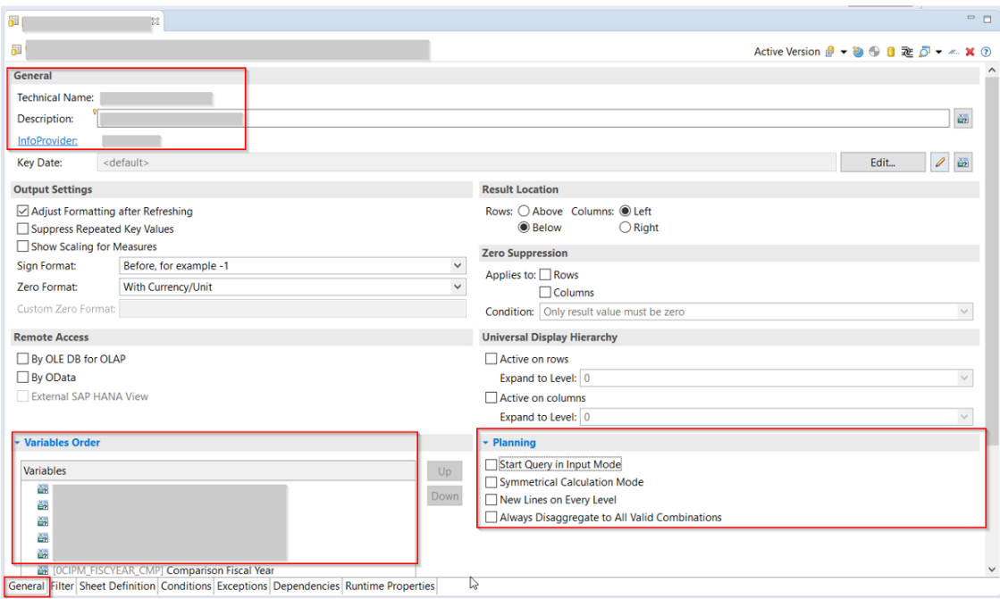 Active Version
General
Technical Name:
Description:
InfoProvider:
Key Date: <default> Edit...
Output Settings
Adjust Formatting after Refreshing
Suppress Repeated Key Values
Show Scaling for Measures
Sign Format: Before, for example -1
Zero Format: With Currency/Unit
Custom Zero Format:
Result Location
Rows: Above Columns: Left
Below Right
Zero Suppression
Applies to: Rows
Columns
Condition: Only result value must be zero
Remote Access
By OLE DB for OLAP
By OData
External SAP HANA View
Universal Display Hierarchy
Active on rows
Expand to Level: 0
Active on columns
Expand to Level: 0
Variables Order
Variables
Up
Down
[0CIPM_FISCYEAR_CMP] Comparison Fiscal Year
Planning
Start Query in Input Mode
Symmetrical Calculation Mode
New Lines on Every Level
Always Disaggregate to All Valid Combinations
General Filter Sheet Definition Conditions Exceptions Dependencies Runtime Properties